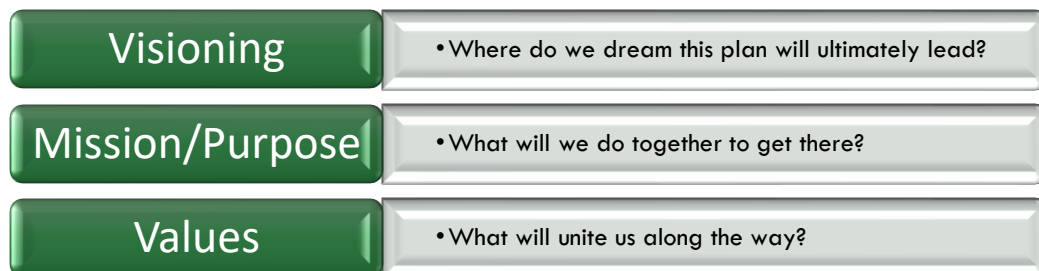 Visioning
• Where do we dream this plan will ultimately lead?
Mission/Purpose
• What will we do together to get there?
Values
• What will unite us along the way?